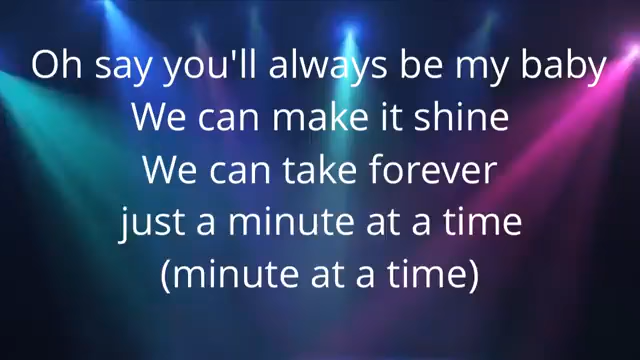 Oh say you'll always be my baby
We can make it shine
We can take forever
just a minute at a time
(minute at a time)